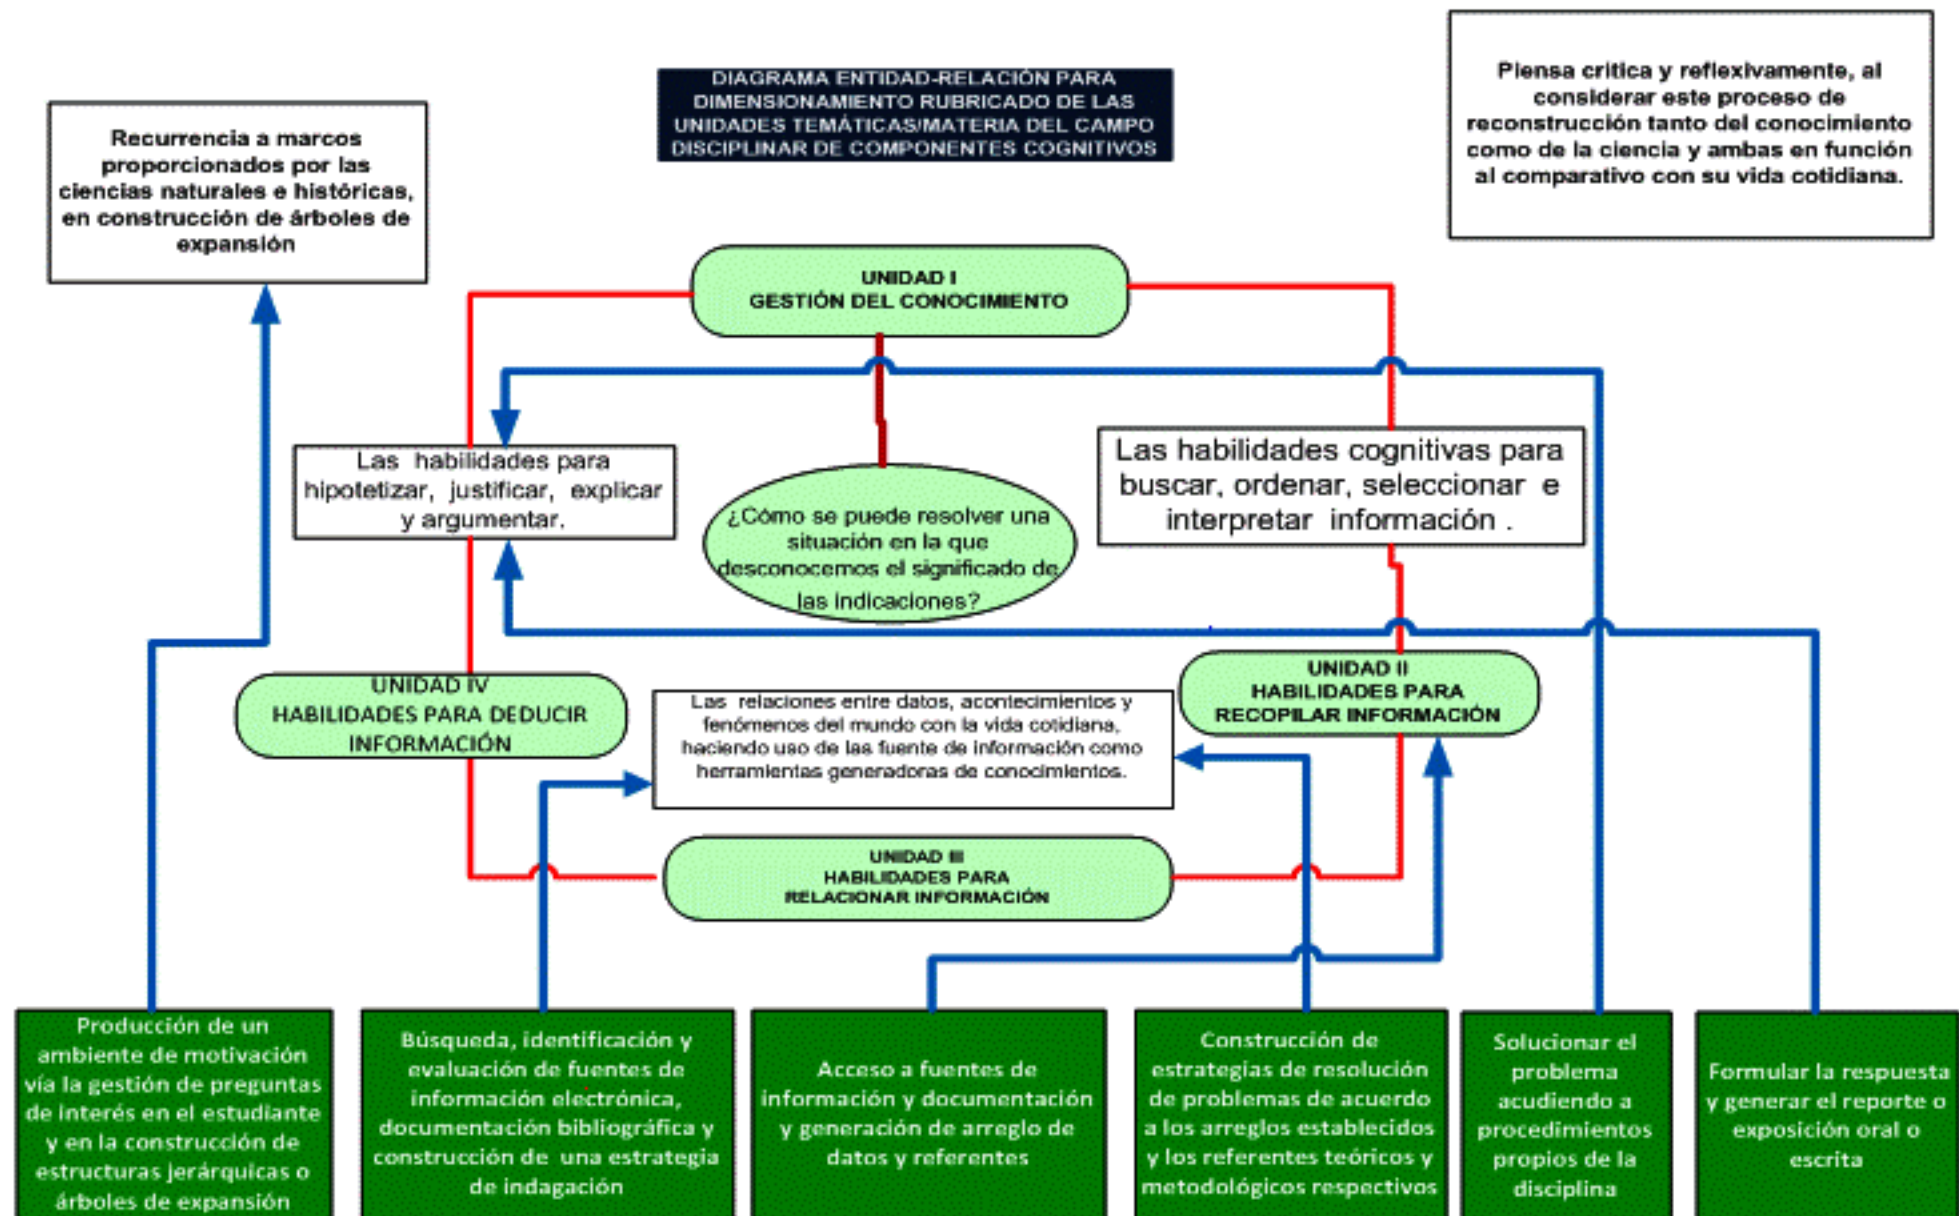 DIAGRAMA ENTIDAD-RELACIÓN PARA
DIMENSIONAMIENTO RUBRICADO DE LAS
UNIDADES TEMÁTICAS/MATERIA DEL CAMPO
DISCIPLINAR DE COMPONENTES COGNITIVOS
Recurrencia a marcos
proporcionados por las
ciencias naturales e históricas,
en construcción de árboles de
expansión
Piensa critica y reflexivamente, al
considerar este proceso de
reconstrucción tanto del conocimiento
como de la ciencia y ambas en función
al comparativo con su vida cotidiana.
UNIDAD I
GESTIÓN DEL CONOCIMIENTO
Las habilidades para
hipotetizar, justificar, explicar
y argumentar.
¿Cómo se puede resolver una
situación en la que
desconocemos el significado de
las indicaciones?
Las habilidades cognitivas para
buscar, ordenar, seleccionar e
interpretar información .
UNIDAD IV
HABILIDADES PARA DEDUCIR
INFORMACIÓN
Las relaciones entre datos, acontecimientos y
fenómenos del mundo con la vida cotidiana,
haciendo uso de las fuente de información como
herramientas generadoras de conocimientos.
UNIDAD II
HABILIDADES PARA
RECOPILAR INFORMACIÓN
UNIDAD III
HABILIDADES PARA
RELACIONAR INFORMACIÓN
Producción de un
ambiente de motivación
vía la gestión de preguntas
de interés en el estudiante
y en la construcción de
estructuras jerárquicas o
árboles de expansión
Búsqueda, identificación y
evaluación de fuentes de
información electrónica,
documentación bibliográfica y
construcción de una estrategia
de indagación
Acceso a fuentes de
información y documentación
y generación de arreglo de
datos y referentes
Construcción de
estrategias de resolución
de problemas de acuerdo
a los arreglos establecidos
y los referentes teóricos y
metodológicos respectivos
Solucionar el
problema
acudiendo a
procedimientos
propios de la
disciplina
Formular la respuesta
y generar el reporte o
exposición oral o
escrita